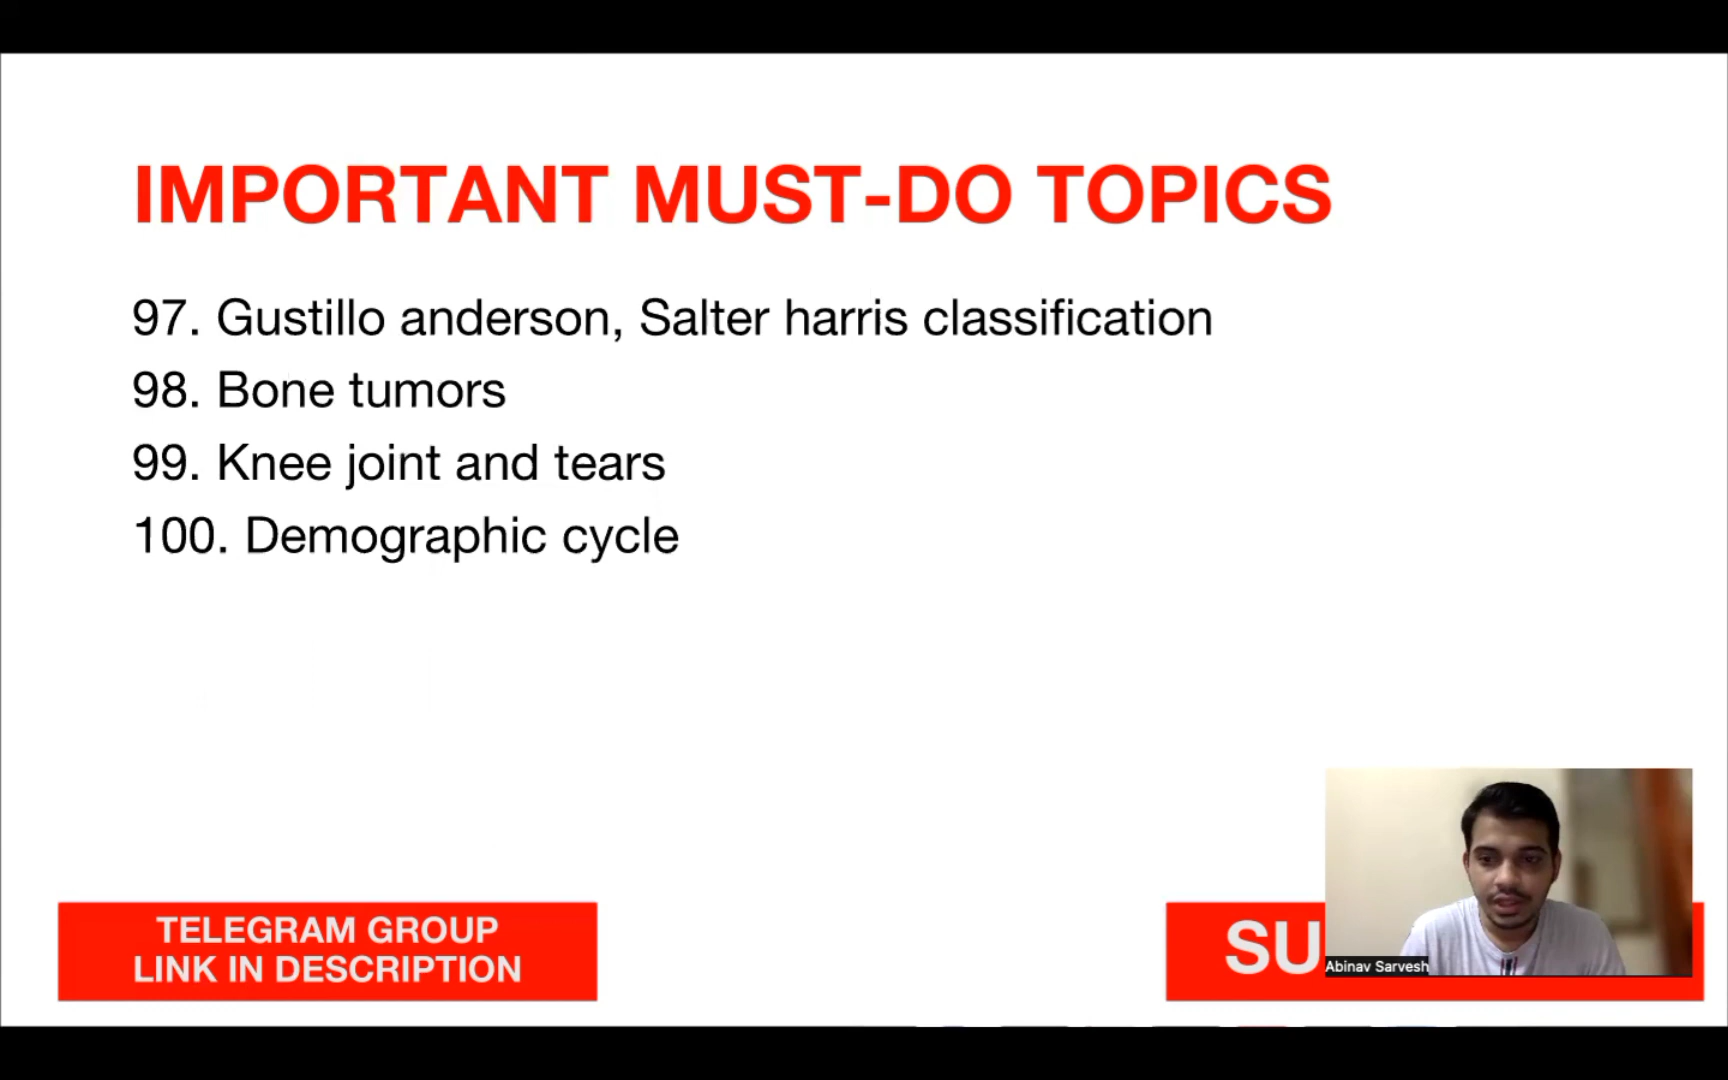 IMPORTANT MUST-DO TOPICS
97. Gustillo anderson, Salter harris classification
98. Bone tumors
99. Knee joint and tears
100. Demographic cycle
TELEGRAM GROUP
LINK IN DESCRIPTION
SU
Abinav Sarvesh